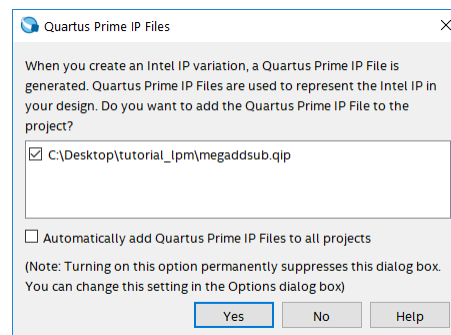 Quartus Prime IP Files
When you create an Intel IP variation, a Quartus Prime IP File is
generated. Quartus Prime IP Files are used to represent the Intel IP in
your design. Do you want to add the Quartus Prime IP File to the
project?
C:\Desktop\tutorial_lpm\megaddsub.qip
Automatically add Quartus Prime IP Files to all projects
(Note: Turning on this option permanently suppresses this dialog box.
You can change this setting in the Options dialog box)
Yes No Help